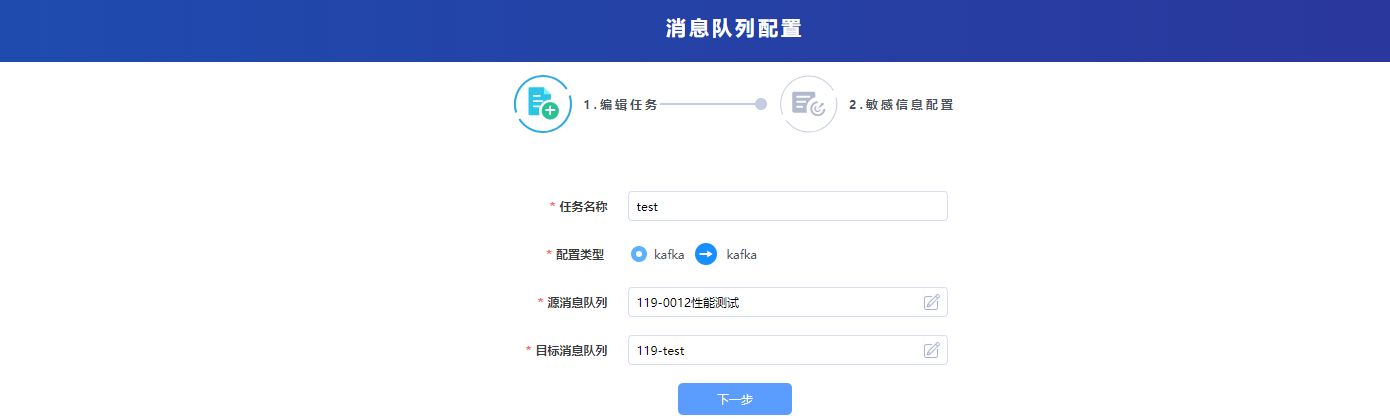 消息队列配置
1.编辑任务 2.敏感信息配置
* 任务名称 test
* 配置类型 kafka kafka
* 源消息队列 119-0012性能测试
* 目标消息队列 119-test
下一步